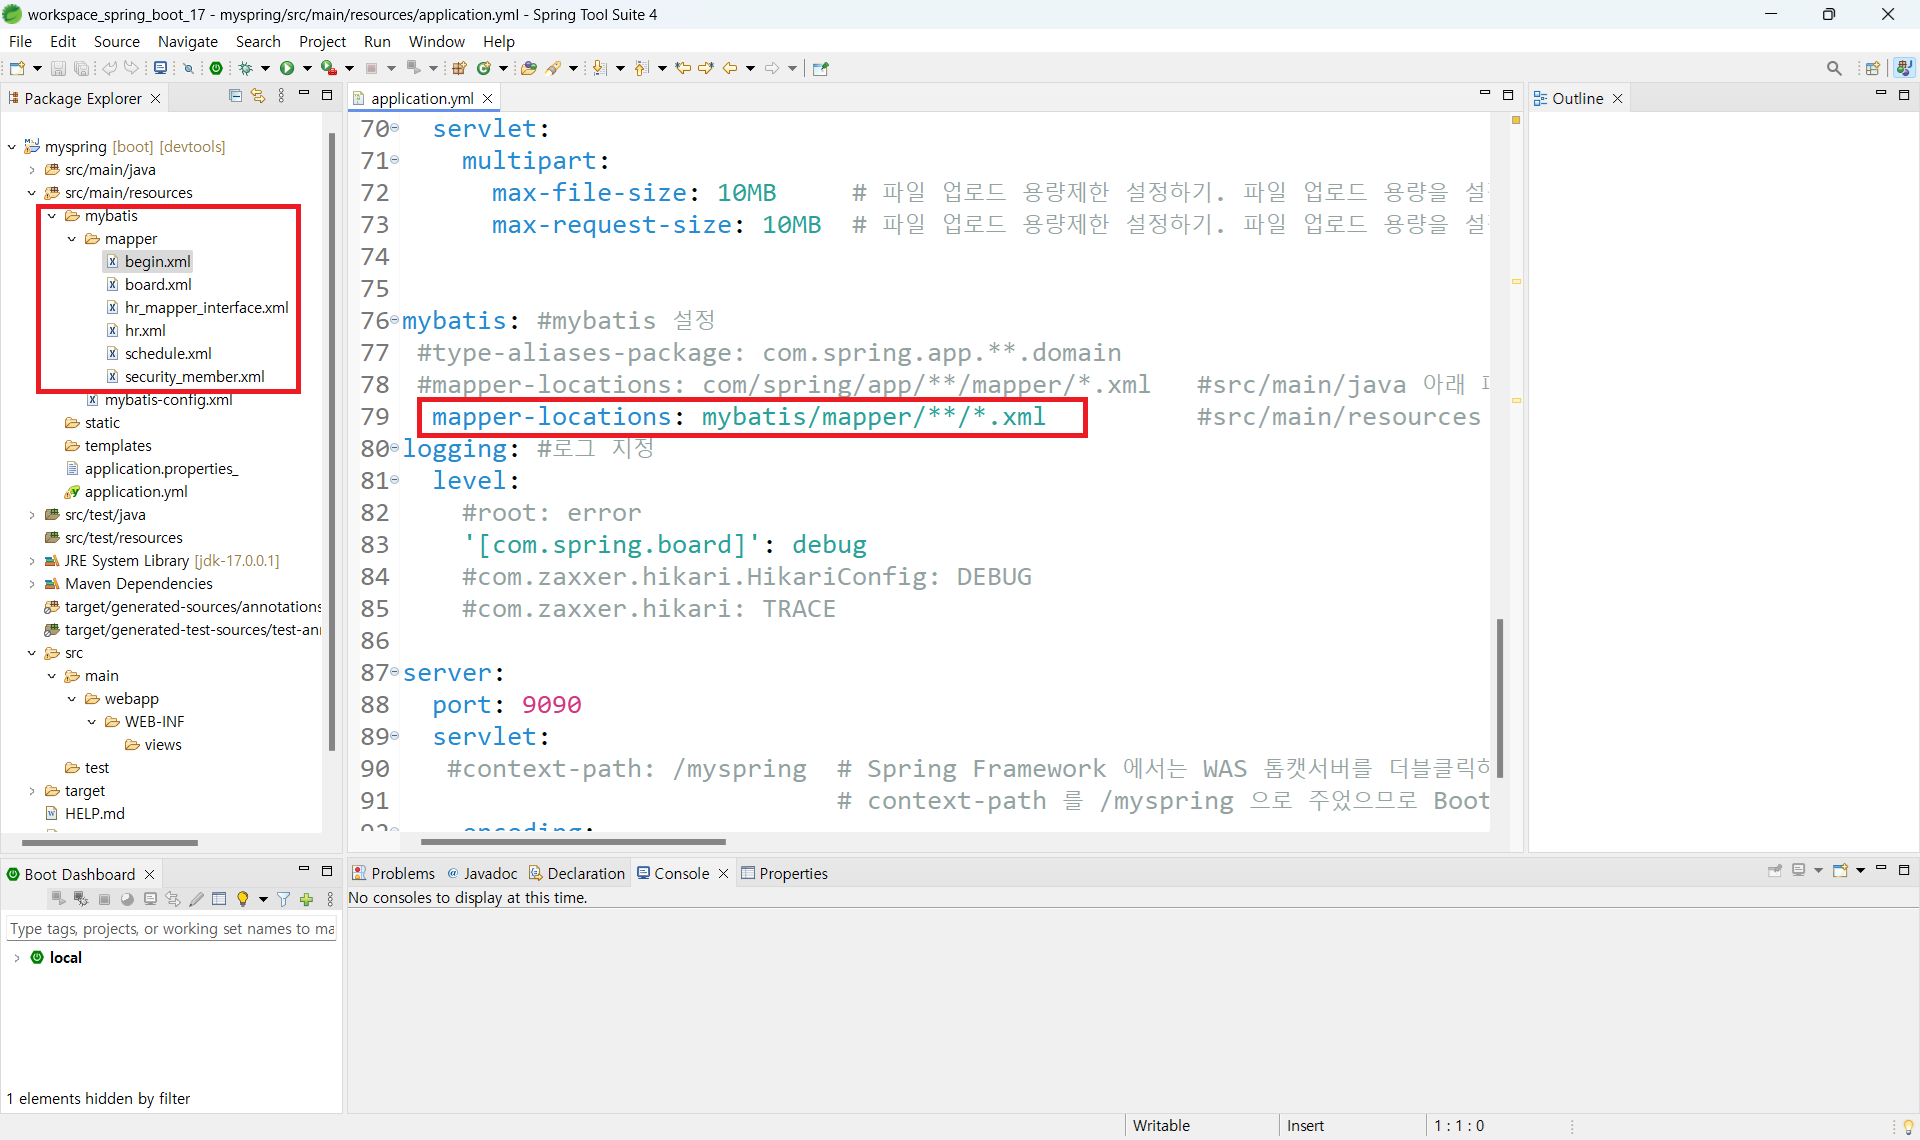 workspace_spring_boot_17 - myspring/src/main/resources/application.yml - Spring Tool Suite 4
File Edit Source Navigate Search Project Run Window Help
Package Explorer
myspring [boot] [devtools]
src/main/java
src/main/resources
mybatis
mapper
begin.xml
board.xml
hr_mapper_interface.xml
hr.xml
schedule.xml
security_member.xml
mybatis-config.xml
static
templates
application.properties_
application.yml
src/test/java
src/test/resources
JRE System Library [jdk-17.0.0.1]
Maven Dependencies
target/generated-sources/annotations
target/generated-test-sources/test-an
src
main
webapp
WEB-INF
views
test
target
HELP.md
application.yml
70 servlet:
71 multipart:
72 max-file-size: 10MB # 파일 업로드 용량제한 설정하기. 파일 업로드 용량을 설
73 max-request-size: 10MB # 파일 업로드 용량제한 설정하기. 파일 업로드 용량을 설
74
75
76 mybatis: #mybatis 설정
77 #type-aliases-package: com.spring.app.**.domain
78 #mapper-locations: com/spring/app/**/mapper/*.xml #src/main/java 아래
79 mapper-locations: mybatis/mapper/**/*.xml #src/main/resources
80 logging: #로그 지정
81 level:
82 #root: error
83 '[com.spring.board]': debug
84 #com.zaxxer.hikari.HikariConfig: DEBUG
85 #com.zaxxer.hikari: TRACE
86
87 server:
88 port: 9090
89 servlet:
90 #context-path: /myspring # Spring Framework 에서는 WAS 톰캣서버를 더블클릭하
91 # context-path 를 /myspring 으로 주었으므로 Boot
92 encoding:
Outline
Boot Dashboard
Type tags, projects, or working set names to ma
local
1 elements hidden by filter
Problems Javadoc Declaration Console Properties
No consoles to display at this time.
Writable Insert 1 : 1 : 0